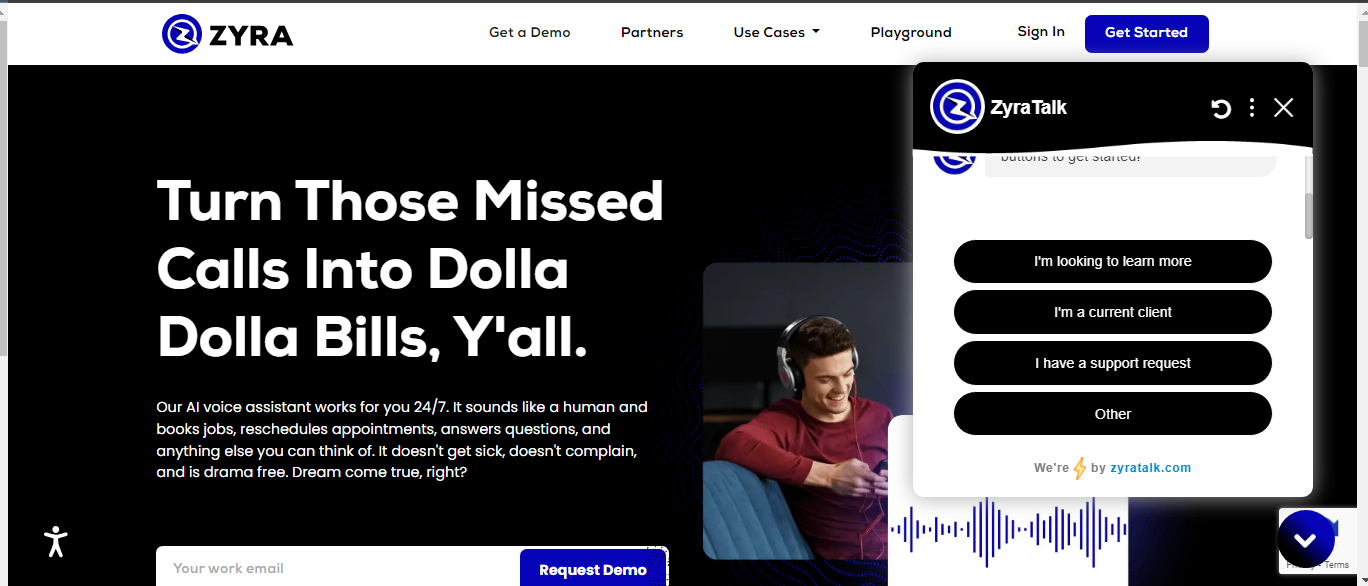 ZYRA
Get a Demo
Partners
Use Cases
Playground
Sign In
Get Started
Turn Those Missed
Calls Into Dolla
Dolla Bills, Y'all.
Our AI voice assistant works for you 24/7. It sounds like a human and
books jobs, reschedules appointments, answers questions, and
anything else you can think of. It doesn't get sick, doesn't complain,
and is drama free. Dream come true, right?
Your work email
Request Demo
ZyraTalk
buttons to get started!
I'm looking to learn more
I'm a current client
I have a support request
Other
We're by zyratalk.com
Terms